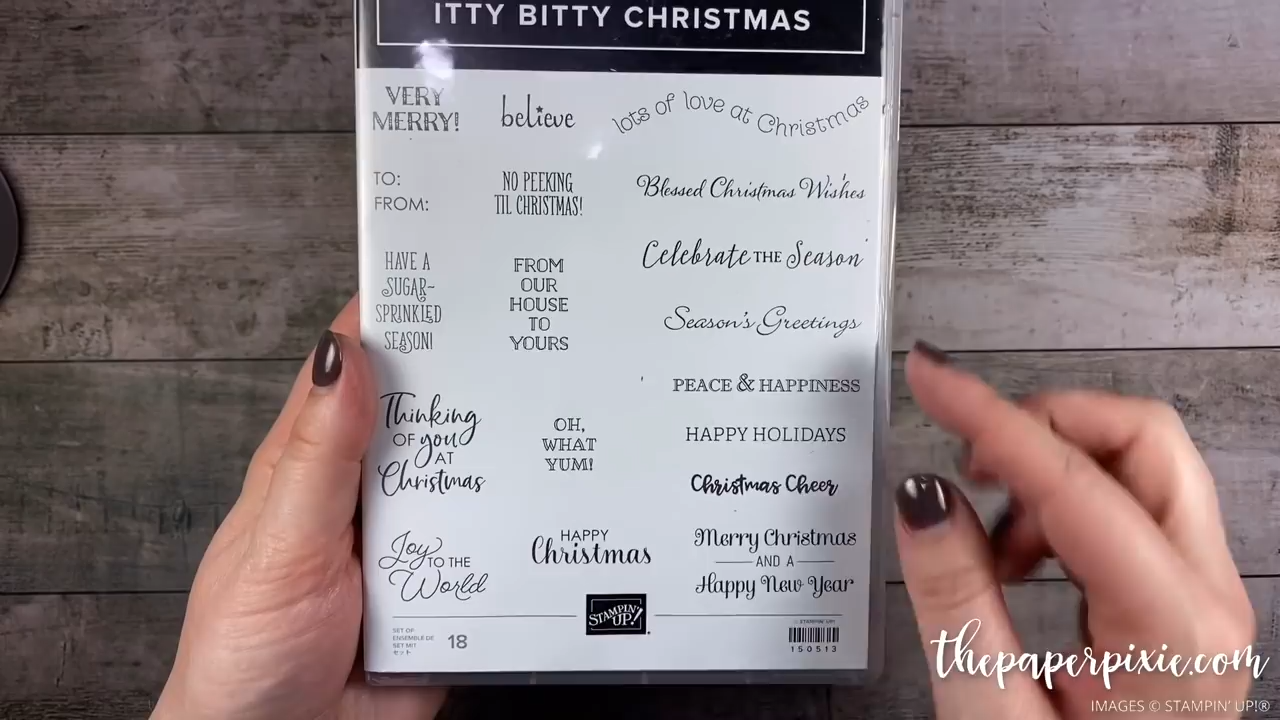 ITTY BITTY CHRISTMAS
VERY
MERRY!
believe
lots of love at Christmas
TO:
FROM:
NO PEEKING
TIL CHRISTMAS!
Blessed Christmas Wishes
HAVE A
SUGAR-
SPRINKLED
SEASON!
FROM
OUR
HOUSE
TO
YOURS
Celebrate THE Season
Season's Greetings
PEACE & HAPPINESS
Thinking
OF you AT
Christmas
OH,
WHAT
YUM!
HAPPY HOLIDAYS
Christmas Cheer
Joy TO THE
World
HAPPY
Christmas
Merry Christmas
AND A
Happy New Year
SET OF
ENSEMBLE DE
SET MIT
セット
18
STAMPIN' UP!
© STAMPIN' UP!
150513
thepaperpixie.com
IMAGES © STAMPIN' UP!®